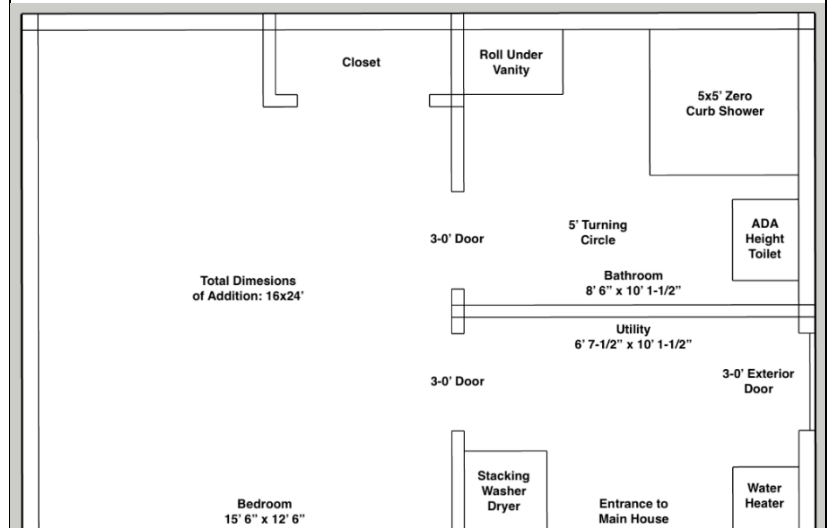 Closet
Roll Under
Vanity
5x5’ Zero
Curb Shower
3-0’ Door
5’ Turning
Circle
ADA
Height
Toilet
Total Dimesions
of Addition: 16x24’
Bathroom
8’ 6” x 10’ 1-1/2”
Utility
6’ 7-1/2” x 10’ 1-1/2”
3-0’ Door
3-0’ Exterior
Door
Stacking
Washer
Dryer
Water
Heater
Bedroom
15’ 6” x 12’ 6”
Entrance to
Main House